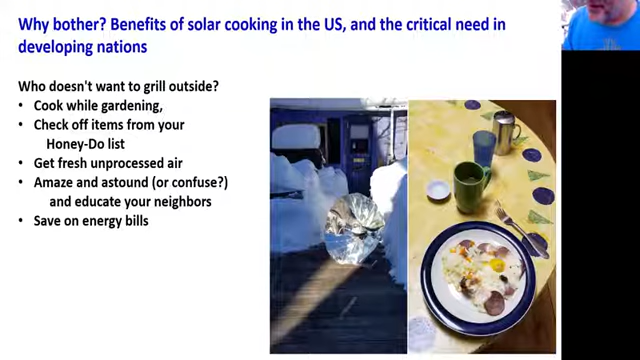 Why bother? Benefits of solar cooking in the US, and the critical need in
developing nations
Who doesn't want to grill outside?
• Cook while gardening,
• Check off items from your
Honey-Do list
• Get fresh unprocessed air
• Amaze and astound (or confuse?)
and educate your neighbors
• Save on energy bills